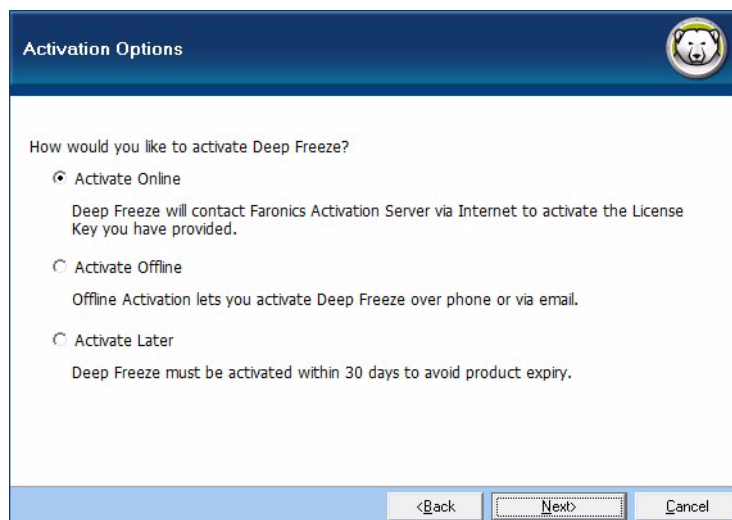 Activation Options
How would you like to activate Deep Freeze?
Activate Online
Deep Freeze will contact Faronics Activation Server via Internet to activate the License
Key you have provided.
Activate Offline
Offline Activation lets you activate Deep Freeze over phone or via email.
Activate Later
Deep Freeze must be activated within 30 days to avoid product expiry.
<Back Next> Cancel